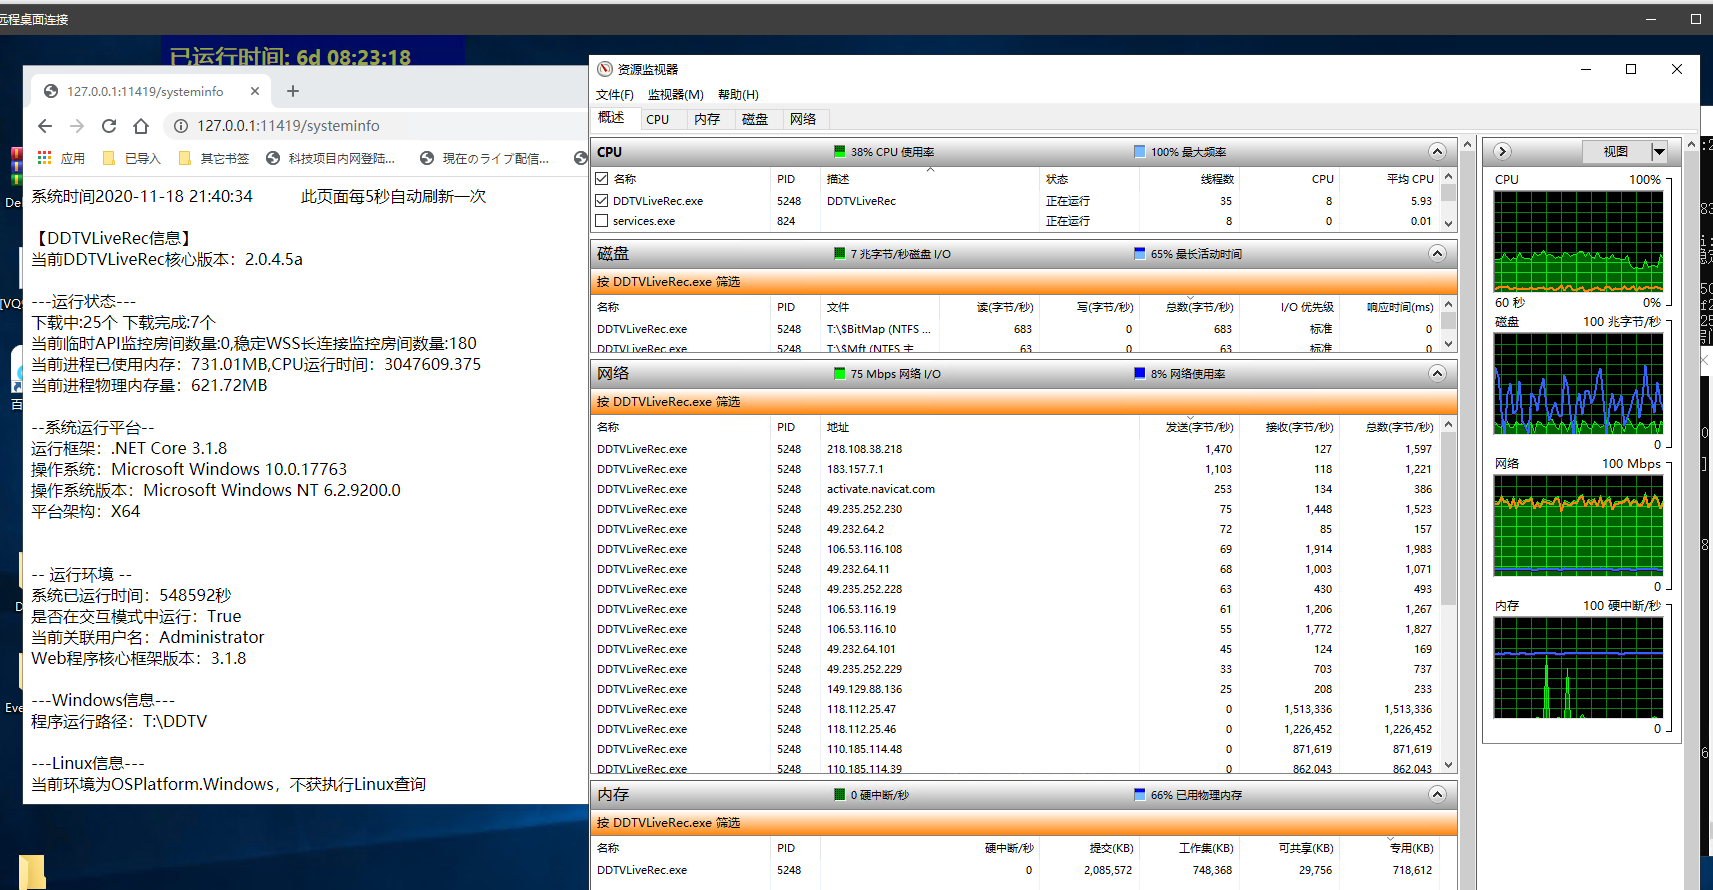 远程桌面连接
已运行时间: 6d 08:23:18
127.0.0.1:11419/systeminfo
127.0.0.1:11419/systeminfo
应用 已导入 其它书签 科技项目内网登陆... 現在のライブ配信...
系统时间2020-11-18 21:40:34 此页面每5秒自动刷新一次
【DDTVLiveRec信息】
当前DDTVLiveRec核心版本：2.0.4.5a
---运行状态---
下载中:25个 下载完成:7个
当前临时API监控房间数量:0,稳定WSS长连接监控房间数量:180
当前进程已使用内存：731.01MB,CPU运行时间：3047609.375
当前进程物理内存量：621.72MB
--系统运行平台--
运行框架：.NET Core 3.1.8
操作系统：Microsoft Windows 10.0.17763
操作系统版本：Microsoft Windows NT 6.2.9200.0
平台架构：X64
-- 运行环境 --
系统已运行时间：548592秒
是否在交互模式中运行：True
当前关联用户名：Administrator
Web程序核心框架版本：3.1.8
---Windows信息---
程序运行路径：T:\DDTV
---Linux信息---
当前环境为OSPlatform.Windows，不获执行Linux查询
资源监视器
文件(F) 监视器(M) 帮助(H)
概述 CPU 内存 磁盘 网络
CPU 38% CPU 使用率 100% 最大频率
名称 PID 描述 状态 线程数 CPU 平均 CPU
DDTVLiveRec.exe 5248 DDTVLiveRec 正在运行 35 8 5.93
services.exe 824 正在运行 8 0 0.01
磁盘 7 兆字节/秒磁盘 I/O 65% 最长活动时间
按 DDTVLiveRec.exe 筛选
名称 PID 文件 读(字节/秒) 写(字节/秒) 总数(字节/秒) I/O 优先级 响应时间(ms)
DDTVLiveRec.exe 5248 T:\$BitMap (NTFS ... 683 0 683 标准 0
DDTVLiveRec.exe 5248 T:\$Mft (NTFS 主 63 0 63 标准 0
网络 75 Mbps 网络 I/O 8% 网络使用率
按 DDTVLiveRec.exe 筛选
名称 PID 地址 发送(字节/秒) 接收(字节/秒) 总数(字节/秒)
DDTVLiveRec.exe 5248 218.108.38.218 1,470 127 1,597
DDTVLiveRec.exe 5248 183.157.7.1 1,103 118 1,221
DDTVLiveRec.exe 5248 activate.navicat.com 253 134 386
DDTVLiveRec.exe 5248 49.235.252.230 75 1,448 1,523
DDTVLiveRec.exe 5248 49.232.64.2 72 85 157
DDTVLiveRec.exe 5248 106.53.116.108 69 1,914 1,983
DDTVLiveRec.exe 5248 49.232.64.11 68 1,003 1,071
DDTVLiveRec.exe 5248 49.235.252.228 63 430 493
DDTVLiveRec.exe 5248 106.53.116.19 61 1,206 1,267
DDTVLiveRec.exe 5248 106.53.116.10 55 1,772 1,827
DDTVLiveRec.exe 5248 49.232.64.101 45 124 169
DDTVLiveRec.exe 5248 49.235.252.229 33 703 737
DDTVLiveRec.exe 5248 149.129.88.136 25 208 233
DDTVLiveRec.exe 5248 118.112.25.47 0 1,513,336 1,513,336
DDTVLiveRec.exe 5248 118.112.25.46 0 1,226,452 1,226,452
DDTVLiveRec.exe 5248 110.185.114.48 0 871,619 871,619
DDTVLiveRec.exe 5248 110.185.114.39 0 862,043 862,043
内存 0 硬中断/秒 66% 已用物理内存
按 DDTVLiveRec.exe 筛选
名称 PID 硬中断/秒 提交(KB) 工作集(KB) 可共享(KB) 专用(KB)
DDTVLiveRec.exe 5248 0 2,085,572 748,368 29,756 718,612
视图
CPU 100%
60 秒 0%
磁盘 100 兆字节/秒
0
网络 100 Mbps
0
内存 100 硬中断/秒
0